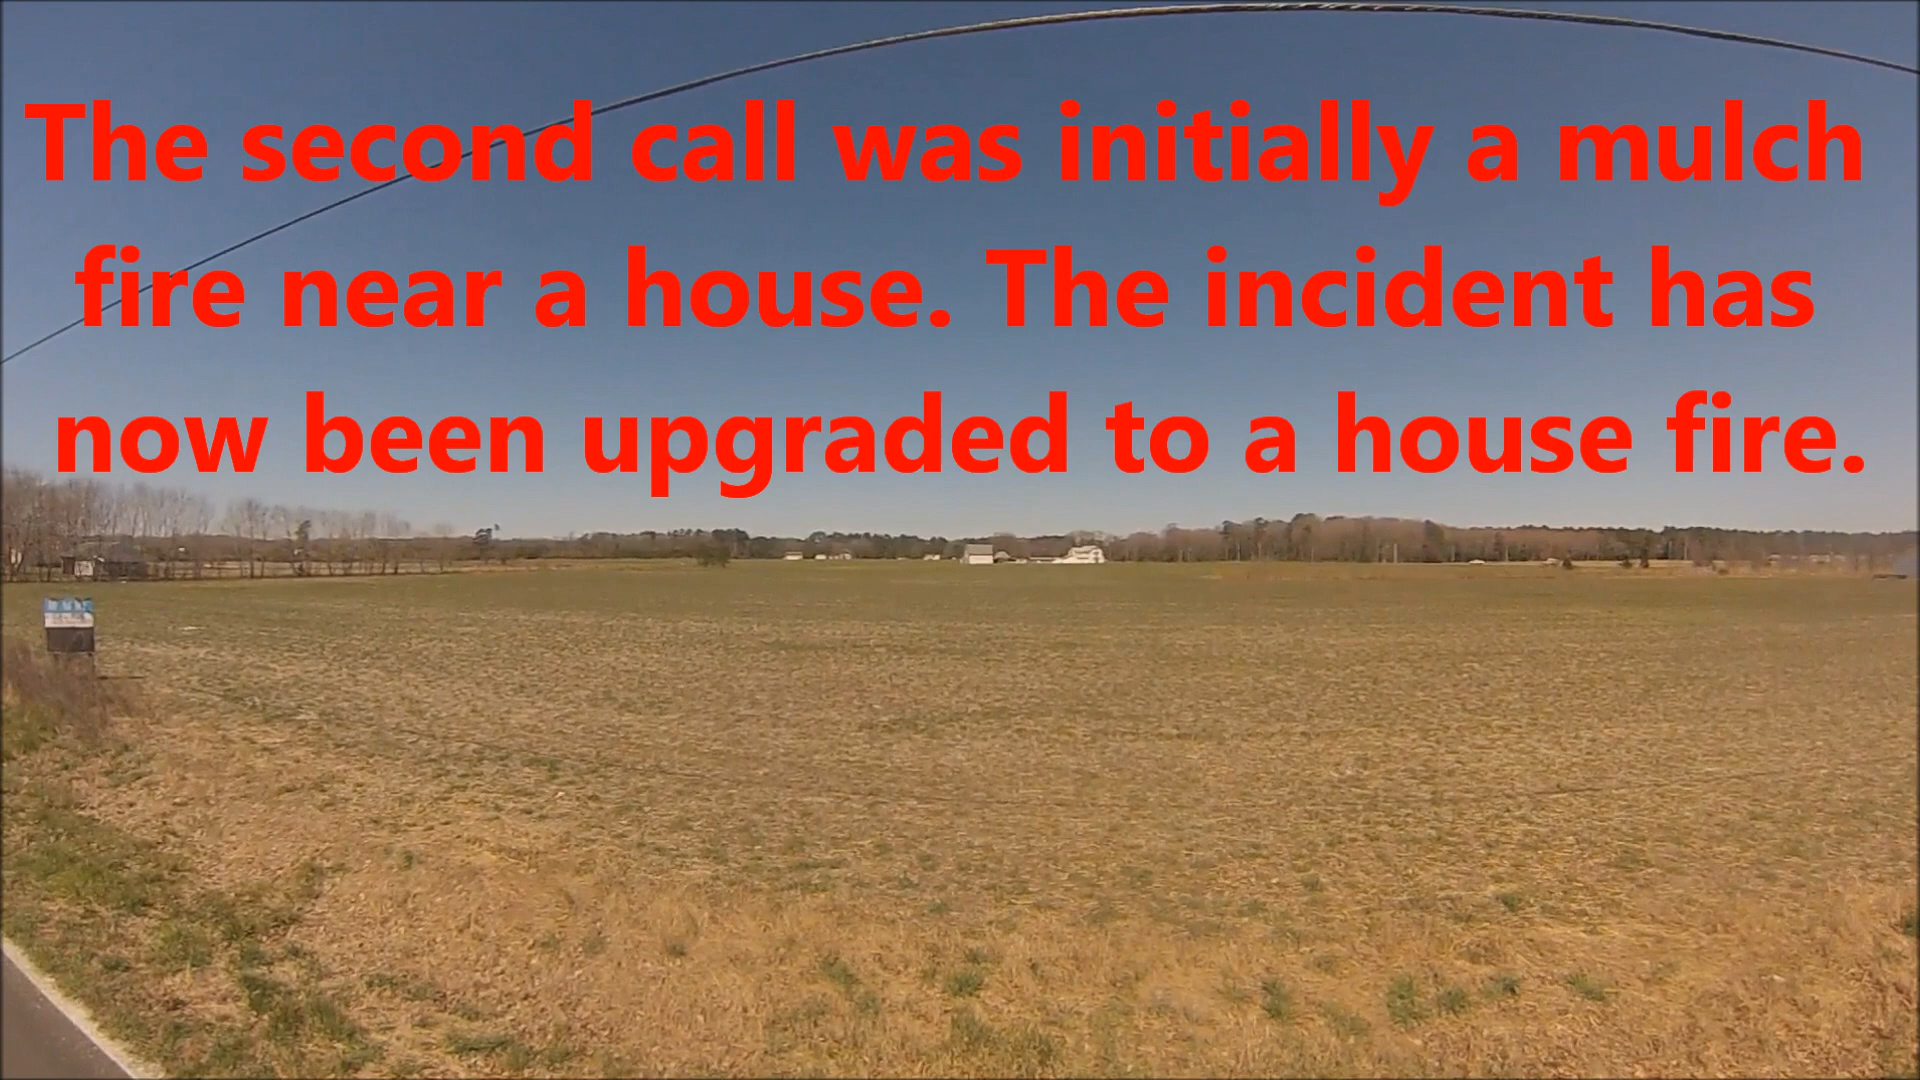 The second call was initially a mulch
fire near a house. The incident has
now been upgraded to a house fire.